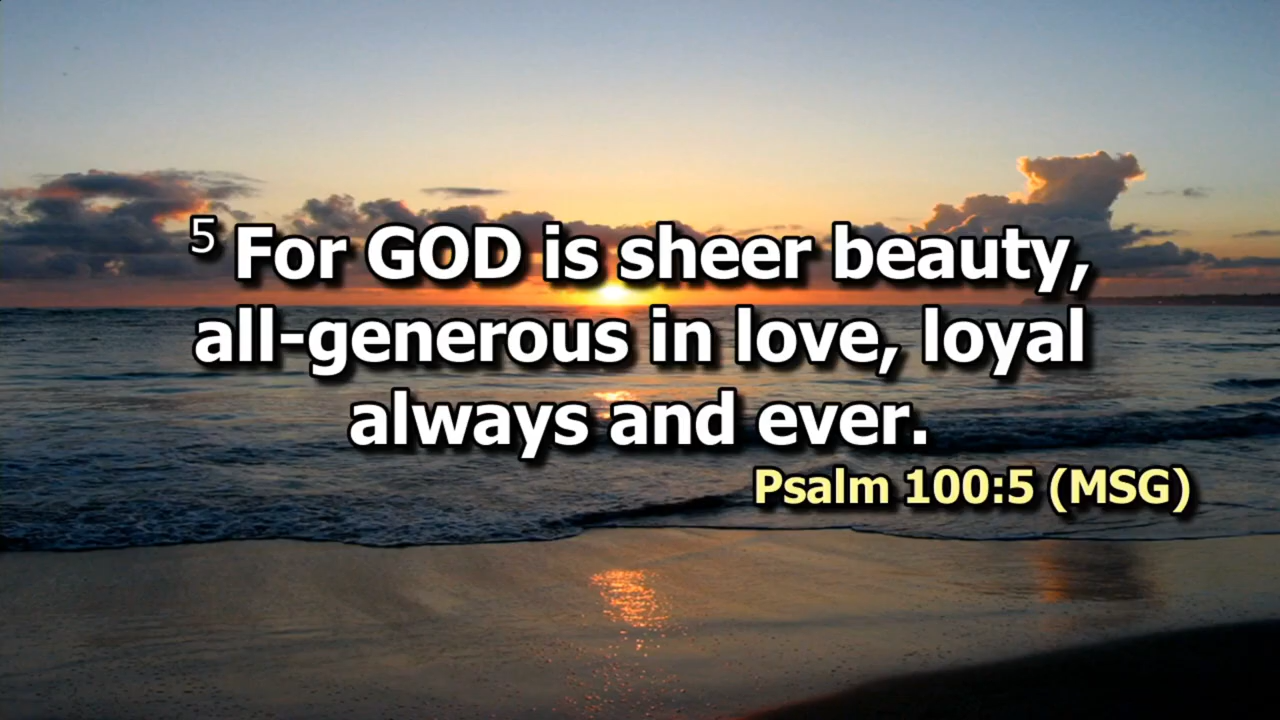 5 For GOD is sheer beauty,
all-generous in love, loyal
always and ever.
Psalm 100:5 (MSG)